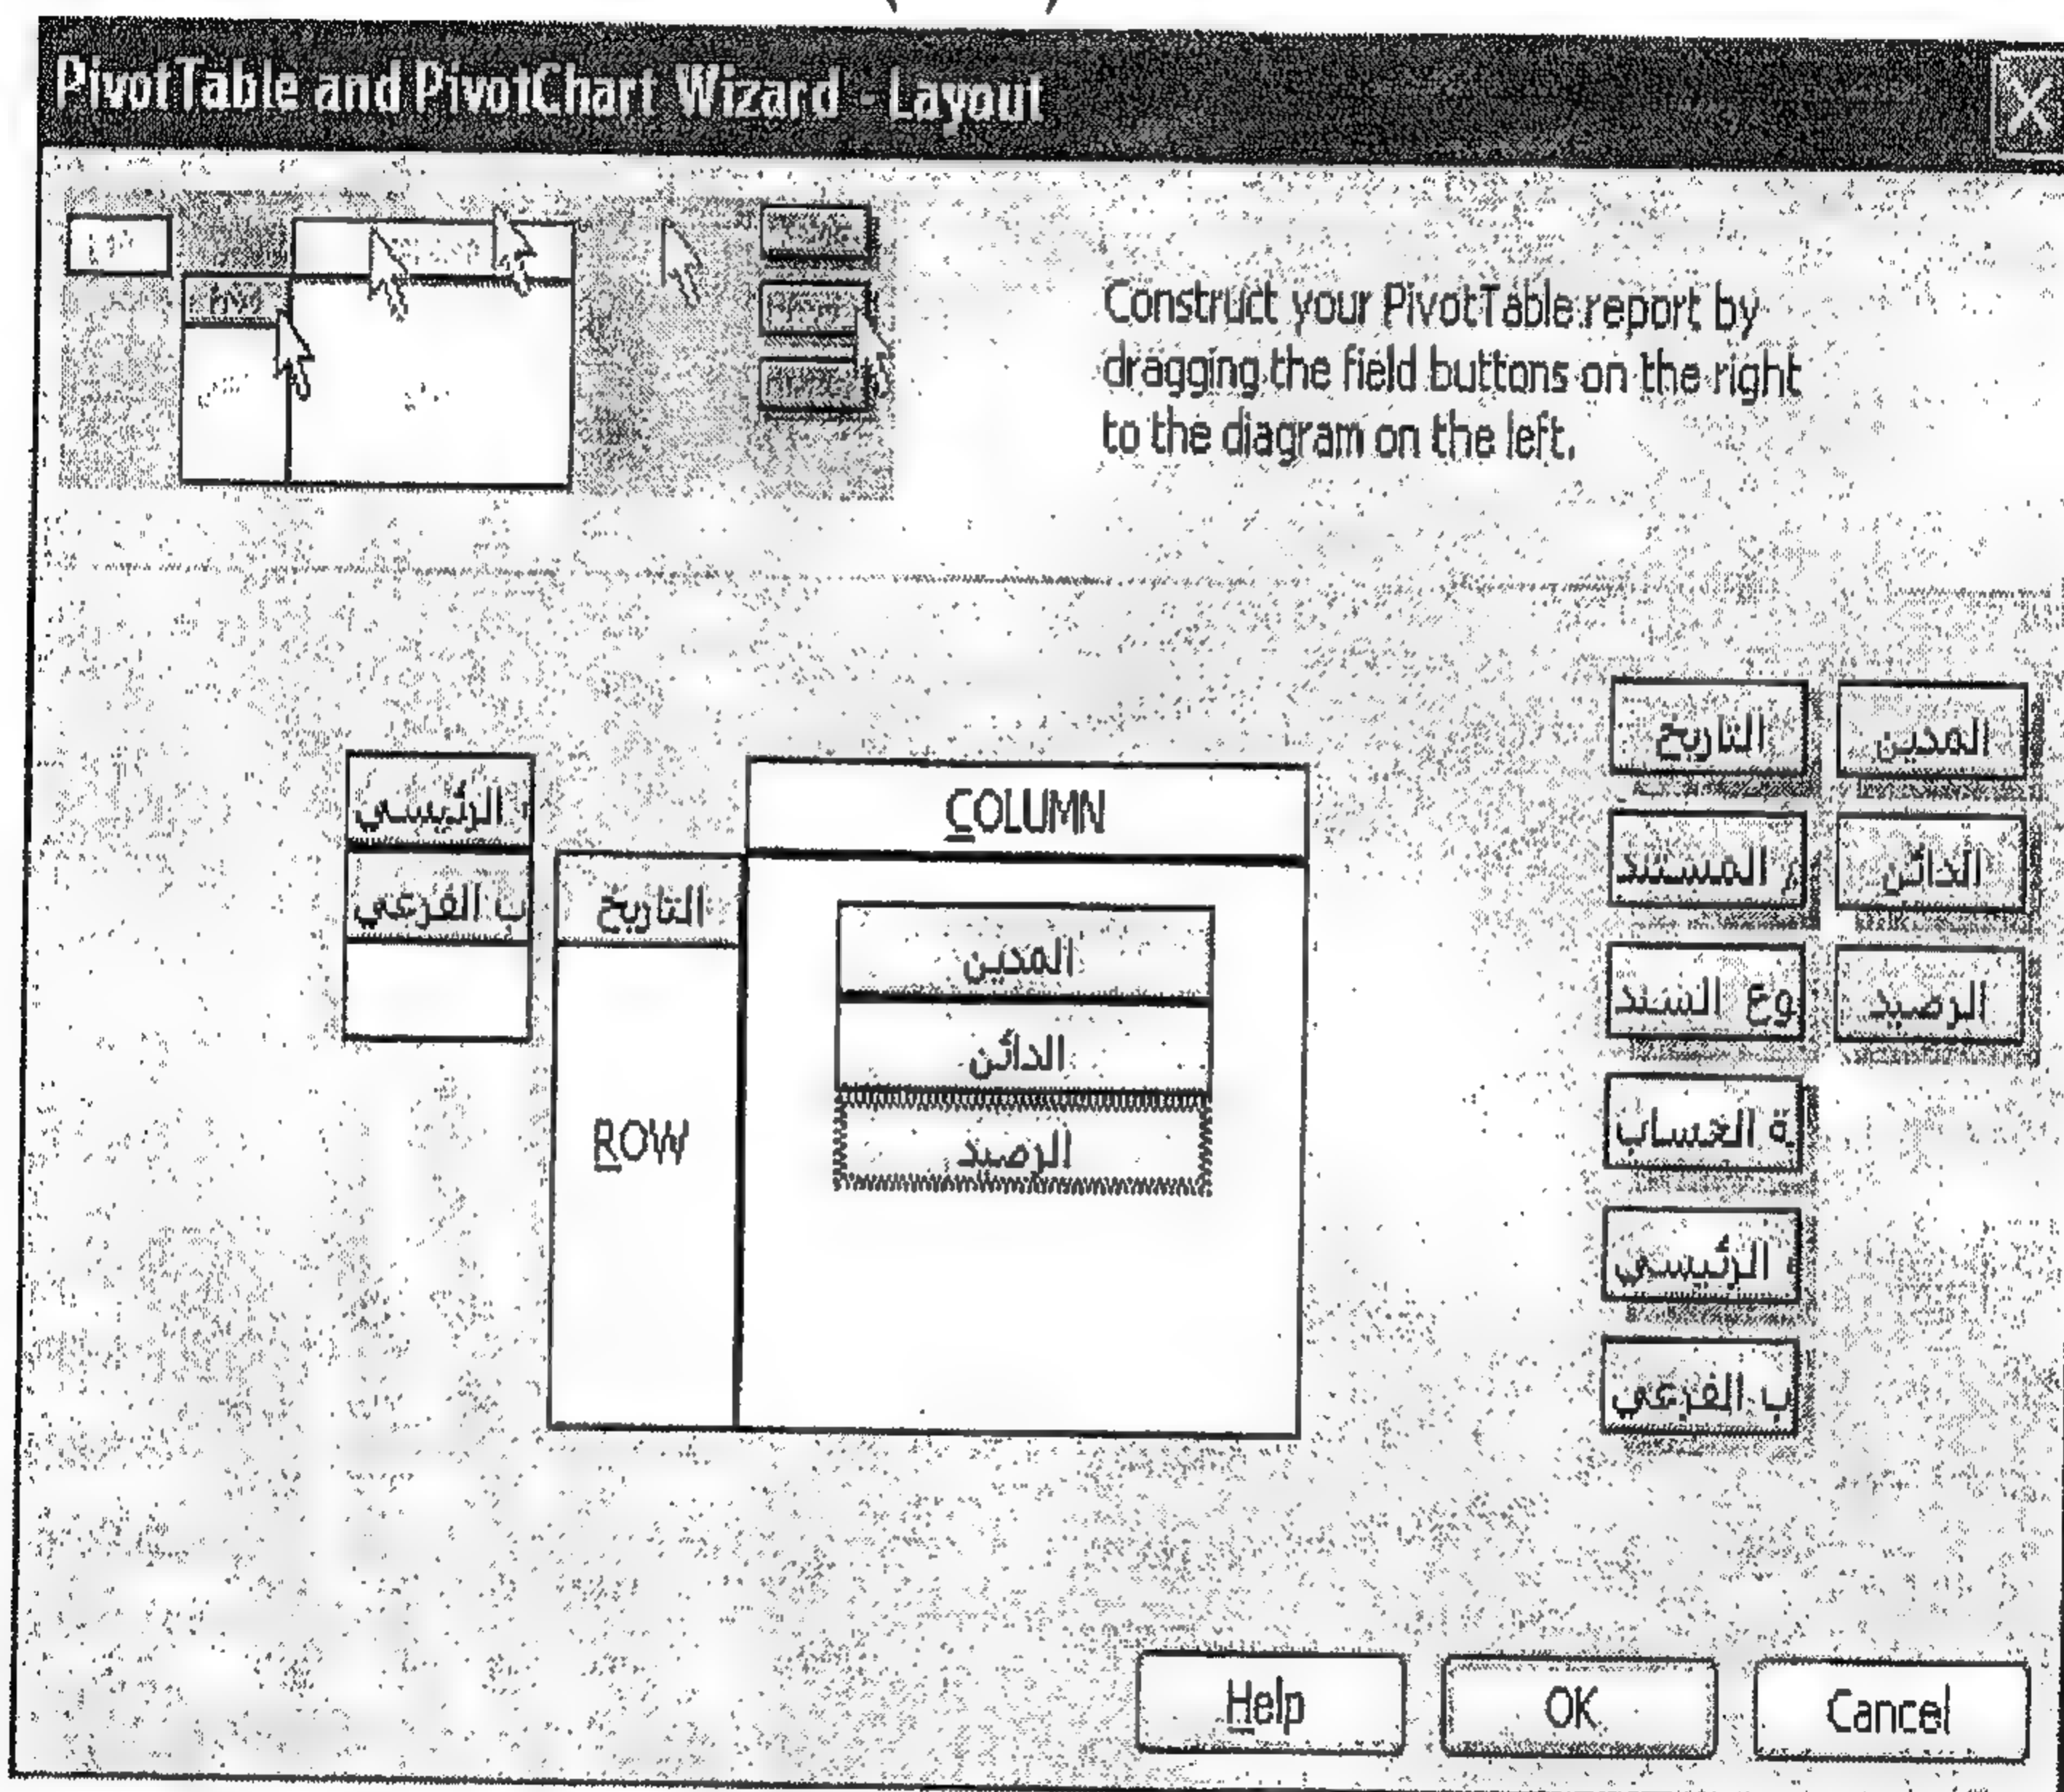 PivotTable and PivotChart Wizard - Layout
Construct your PivotTable report by
dragging the field buttons on the right
to the diagram on the left.
التاريخ
المدين
المستند
الدائن
وع السند
الرصيد
ة الحساب
الرئيسي
ب الفرعي
الرئيسي
ب الفرعي
COLUMN
التاريخ
ROW
المدين
الدائن
الرصيد
Help
OK
Cancel